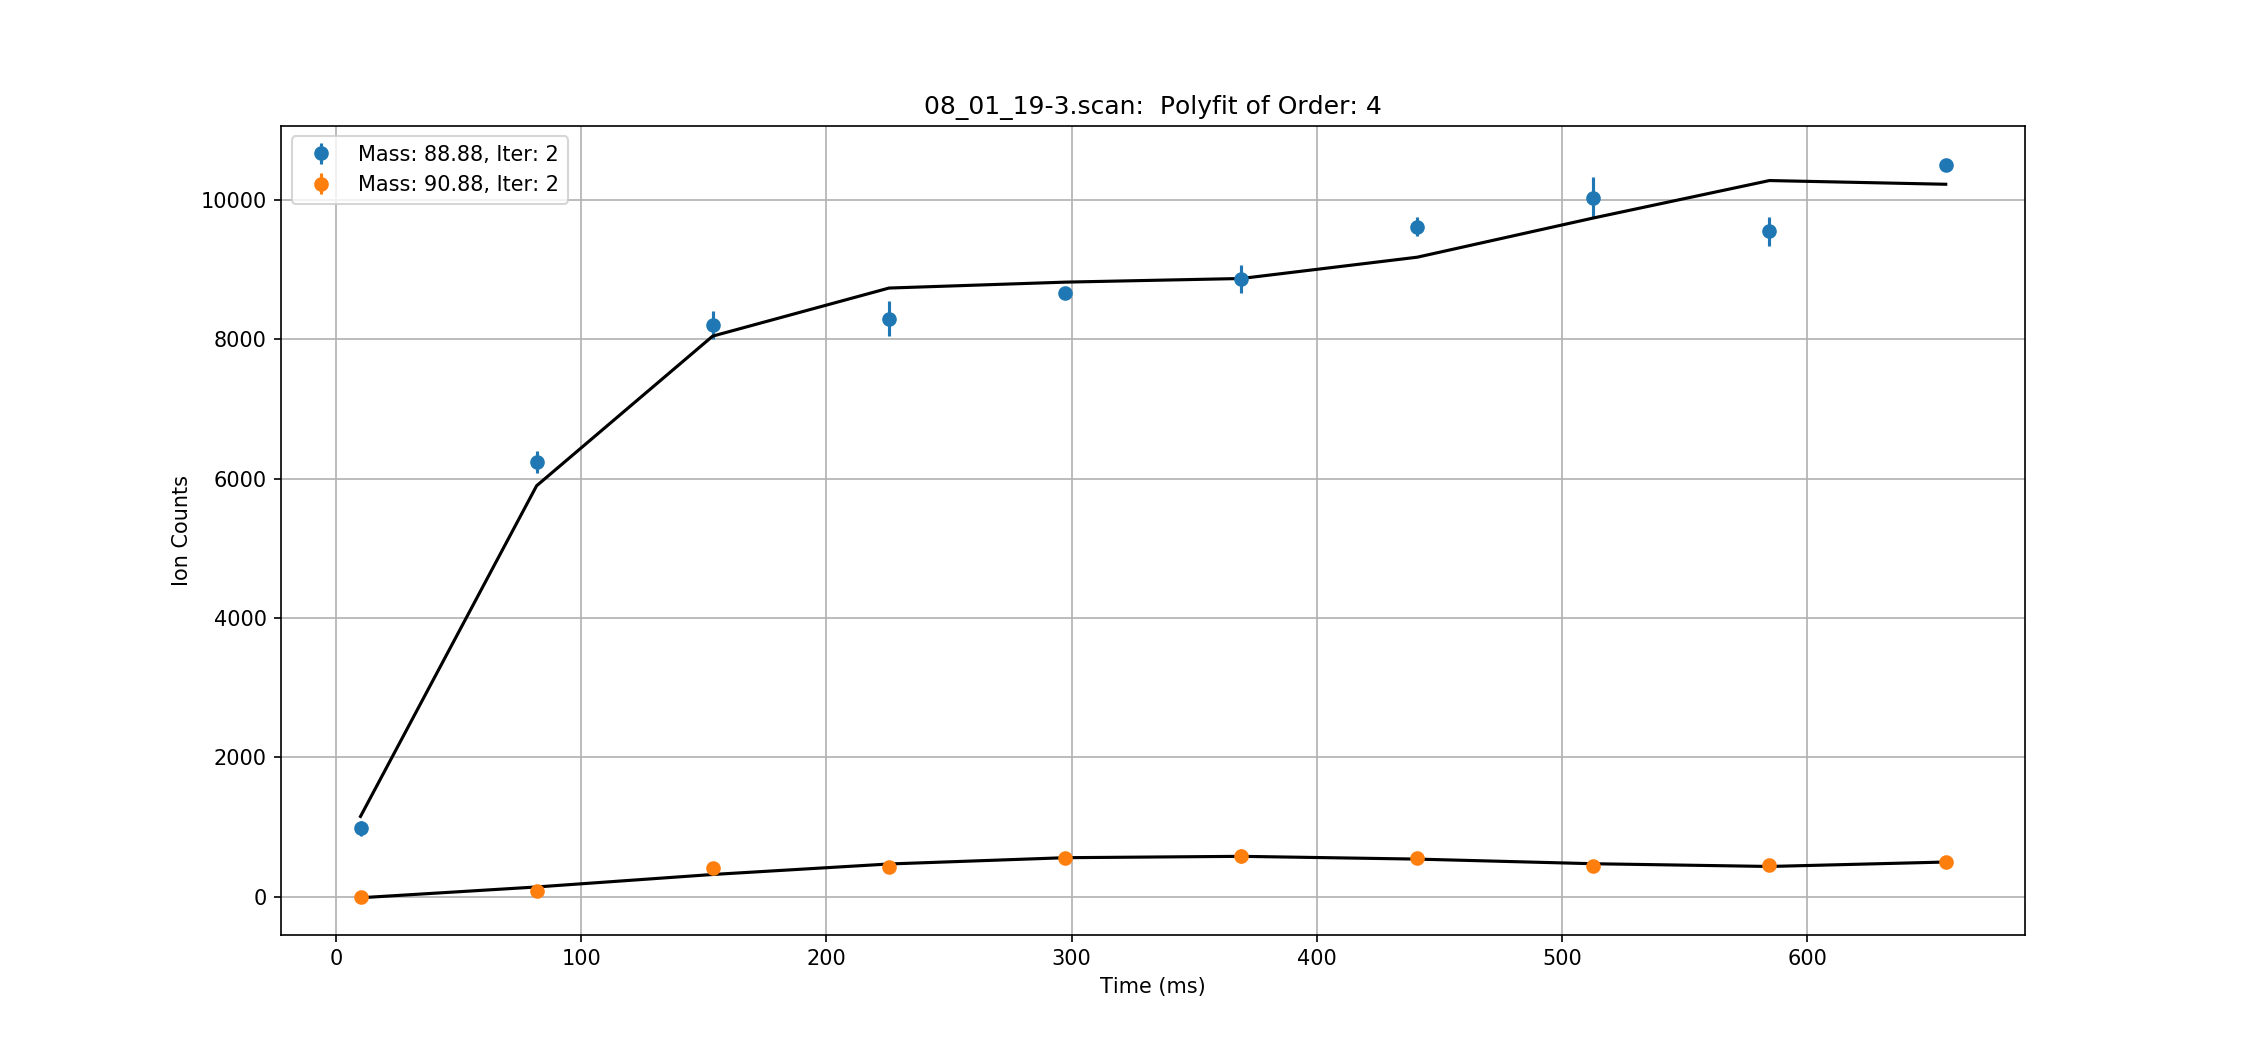 08_01_19-3.scan:  Polyfit of Order: 4
Mass: 88.88, Iter: 2
Mass: 90.88, Iter: 2
Ion Counts
10000
8000
6000
4000
2000
0
0 100 200 300 400 500 600
Time (ms)